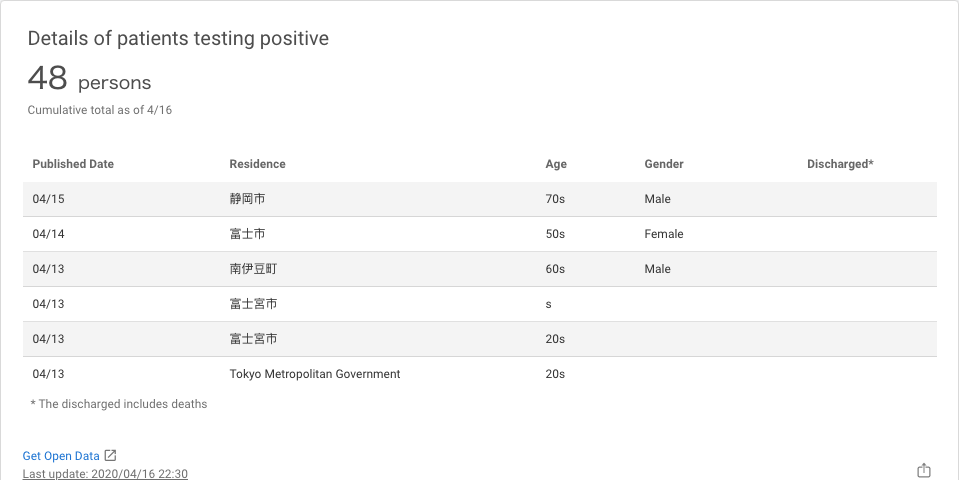 Details of patients testing positive
48 persons
Cumulative total as of 4/16
Published Date Residence Age Gender Discharged*
04/15 静岡市 70s Male
04/14 富士市 50s Female
04/13 南伊豆町 60s Male
04/13 富士宮市 s
04/13 富士宮市 20s
04/13 Tokyo Metropolitan Government 20s
* The discharged includes deaths
Get Open Data
Last update: 2020/04/16 22:30